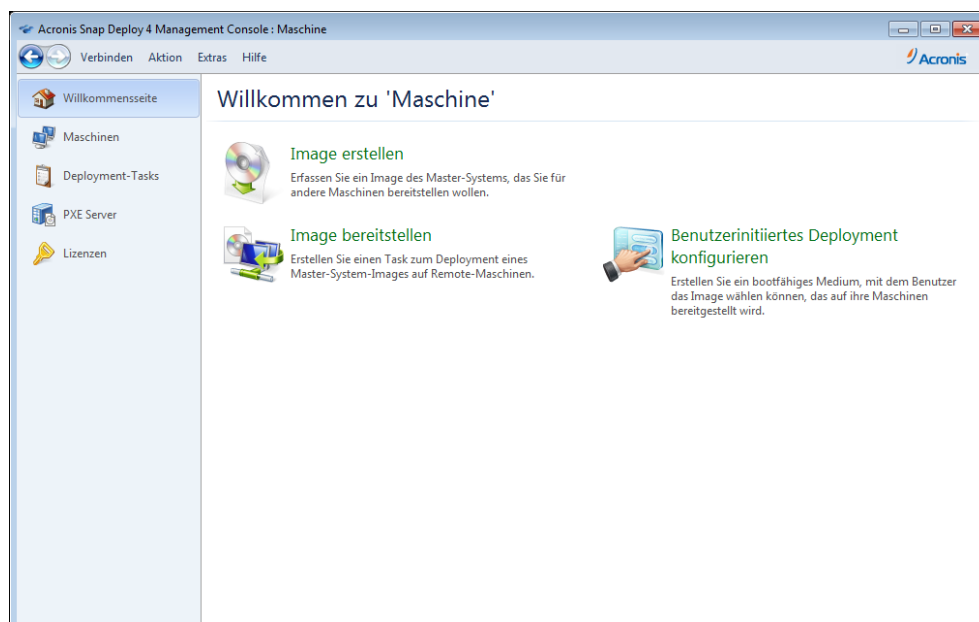 Acronis Snap Deploy 4 Management Console : Maschine
Verbinden Aktion Extras Hilfe
Acronis
Willkommensseite
Maschinen
Deployment-Tasks
PXE Server
Lizenzen
Willkommen zu 'Maschine'
Image erstellen
Erfassen Sie ein Image des Master-Systems, das Sie für
andere Maschinen bereitstellen wollen.
Image bereitstellen
Erstellen Sie einen Task zum Deployment eines
Master-System-Images auf Remote-Maschinen.
Benutzerinitiiertes Deployment
konfigurieren
Erstellen Sie ein bootfähiges Medium, mit dem Benutzer
das Image wählen können, das auf ihre Maschinen
bereitgestellt wird.